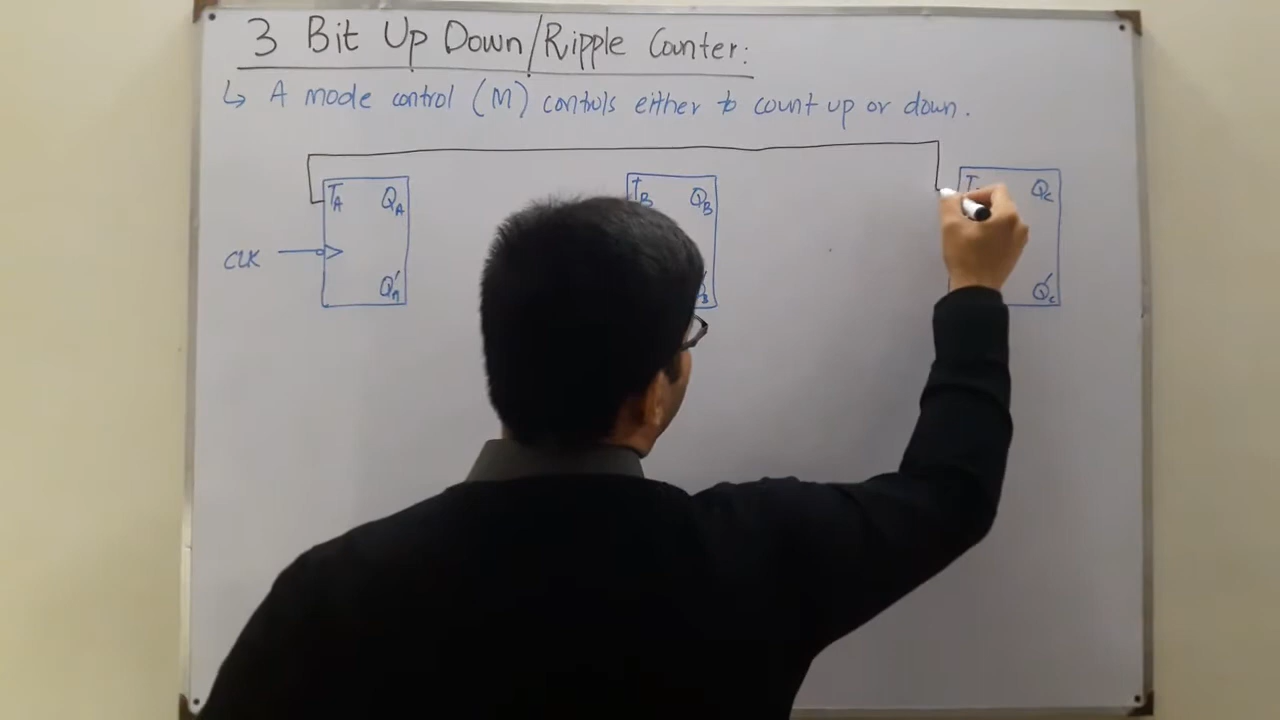 3 Bit Up Down/Ripple Counter:
↳ A mode control (M) controls either to count up or down.
TA QA TB QB QC
CLK
Q'A Q'B Q'C